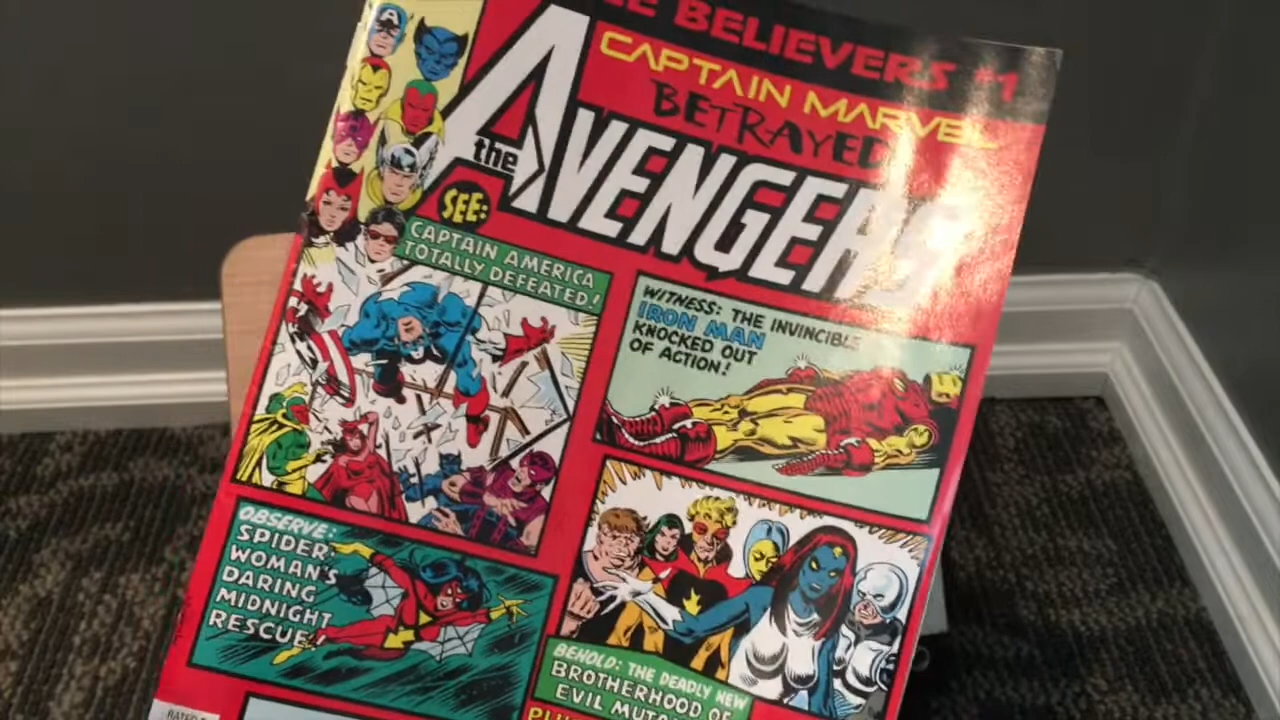 BELIEVERS #1
CAPTAIN MARVEL
BETRAYED
the AVENGERS
SEE:
CAPTAIN AMERICA
TOTALLY DEFEATED!
WITNESS: THE INVINCIBLE
IRON MAN
KNOCKED OUT
OF ACTION!
OBSERVE:
SPIDER-
WOMAN'S
DARING
MIDNIGHT
RESCUE!
BEHOLD: THE DEADLY NEW
BROTHERHOOD OF
EVIL
RATED